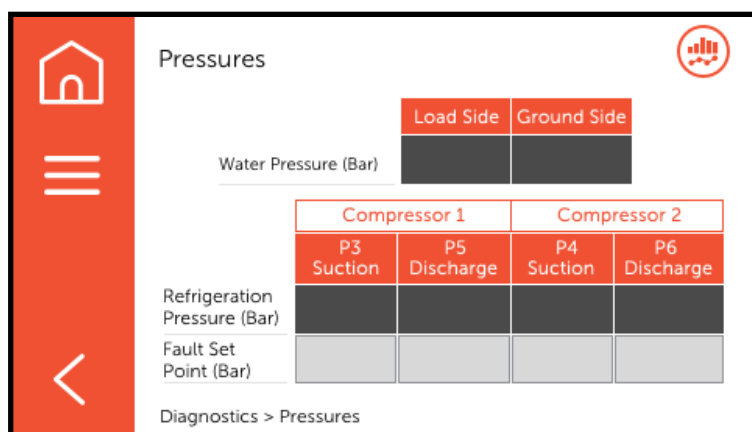 Pressures
Load Side Ground Side
Water Pressure (Bar)
Compressor 1 Compressor 2
P3 P5 P4 P6
Suction Discharge Suction Discharge
Refrigeration
Pressure (Bar)
Fault Set
Point (Bar)
Diagnostics > Pressures